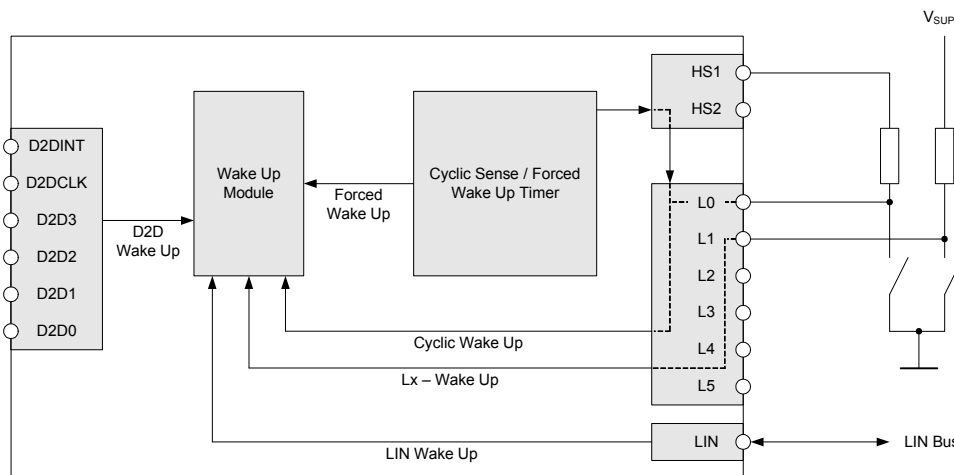 VSUP
HS1
HS2
D2DINT
D2DCLK
D2D3
D2D2
D2D1
D2D0
D2D
Wake Up
Wake Up
Module
Forced
Wake Up
Cyclic Sense / Forced
Wake Up Timer
L0
L1
L2
L3
L4
L5
Cyclic Wake Up
Lx – Wake Up
LIN Wake Up
LIN
LIN Bus